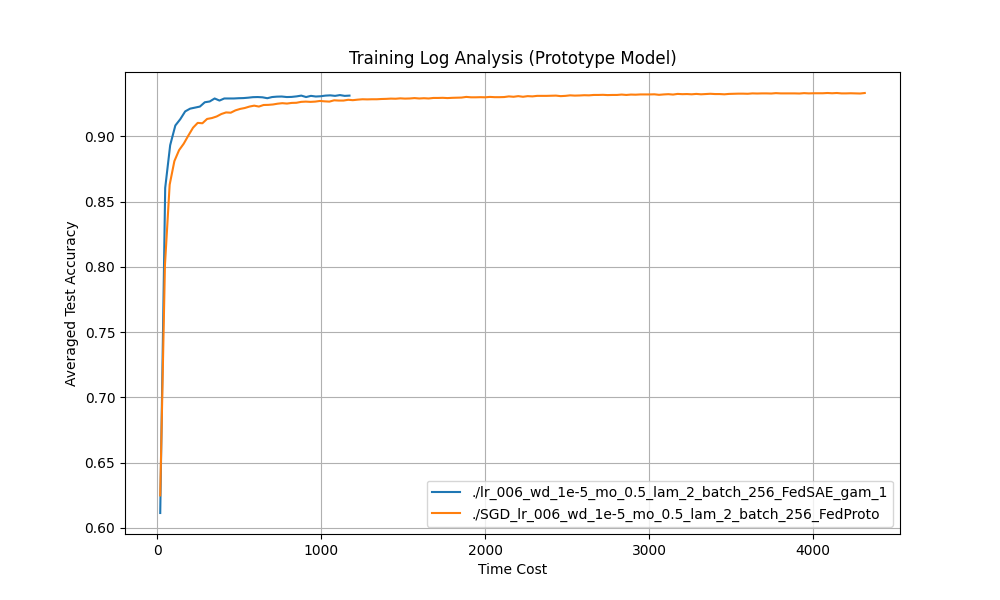 Training Log Analysis (Prototype Model)
Averaged Test Accuracy
0.90
0.85
0.80
0.75
0.70
0.65
0.60
./lr_006_wd_1e-5_mo_0.5_lam_2_batch_256_FedSAE_gam_1
./SGD_lr_006_wd_1e-5_mo_0.5_lam_2_batch_256_FedProto
0 1000 2000 3000 4000
Time Cost